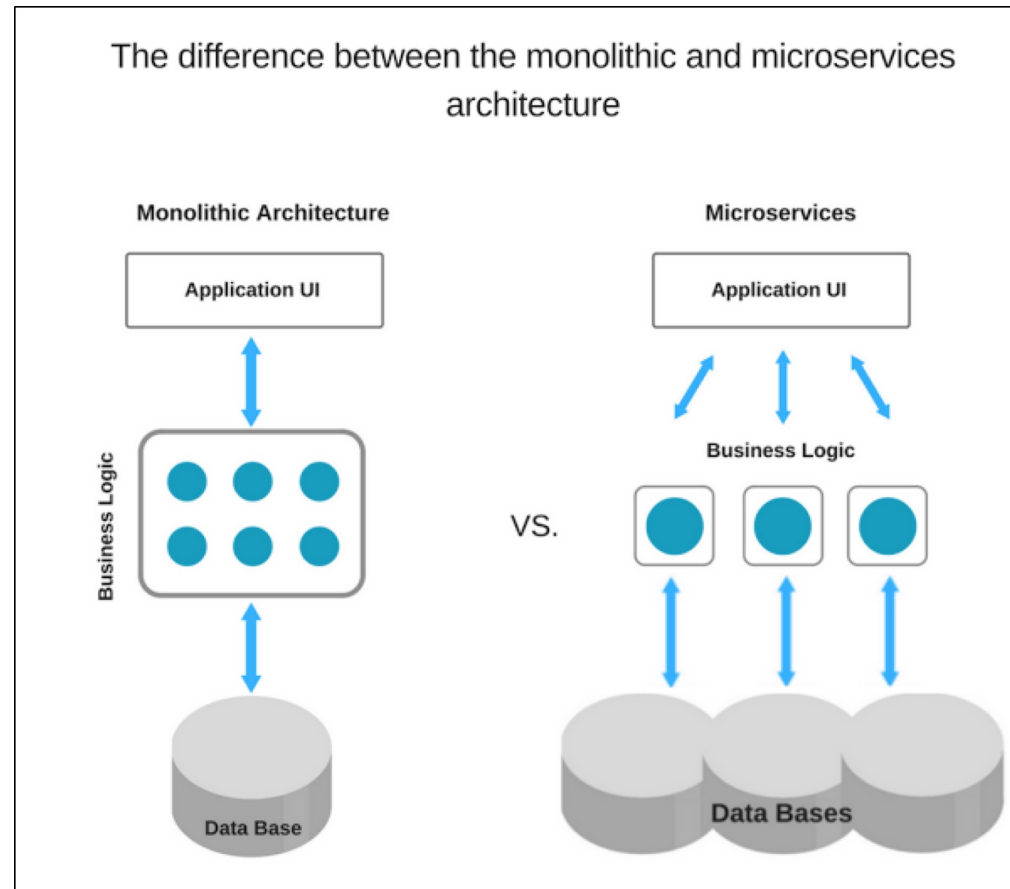 The difference between the monolithic and microservices
architecture
Monolithic Architecture
Application UI
Business Logic
Data Base
VS.
Microservices
Application UI
Business Logic
Data Bases